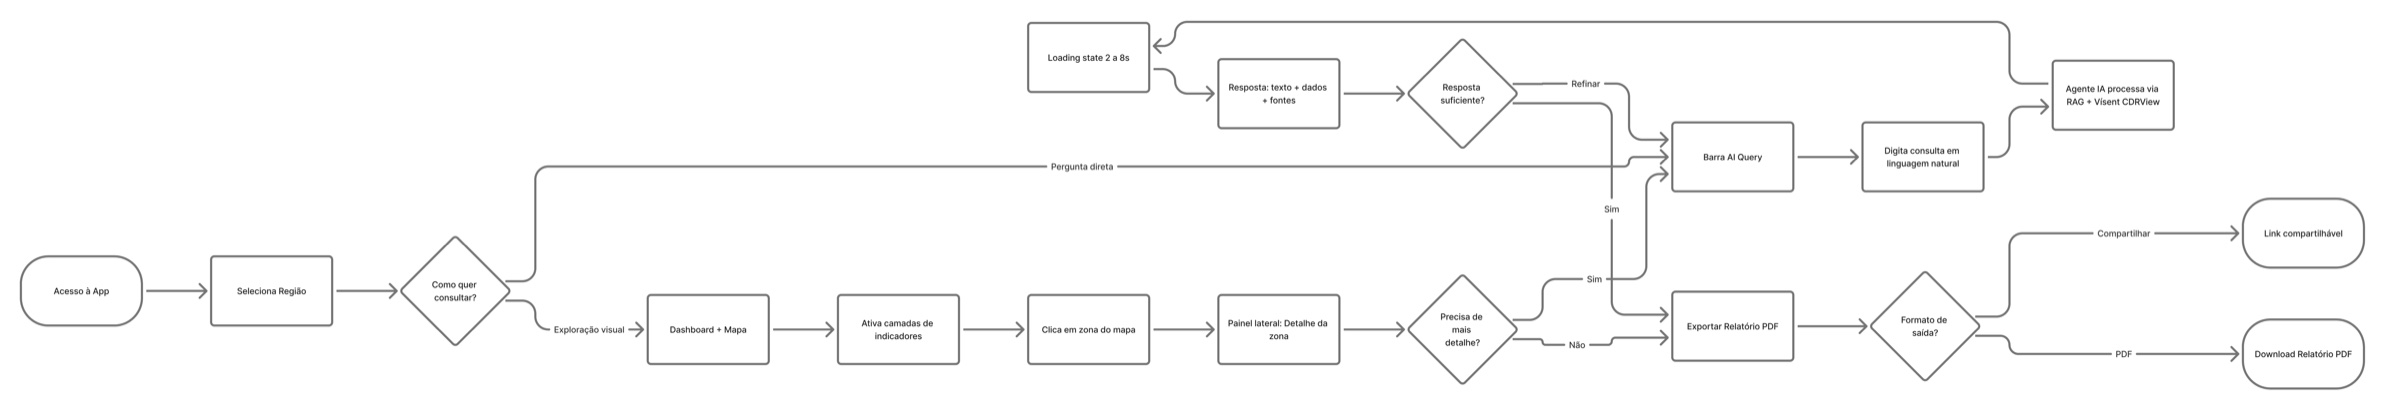 Loading state 2 a 8s
Resposta: texto + dados
+ fontes
Resposta
suficiente?
Refinar
Agente IA processa via
RAG + Visent CDRView
Pergunta direta
Barra AI Query
Digita consulta em
linguagem natural
Sim
Acesso à App
Seleciona Região
Como quer
consultar?
Exploração visual
Dashboard + Mapa
Ativa camadas de
indicadores
Clica em zona do mapa
Painel lateral: Detalhe da
zona
Precisa de
mais
detalhe?
Sim
Não
Exportar Relatório PDF
Formato de
saída?
Compartilhar
Link compartilhável
PDF
Download Relatório PDF